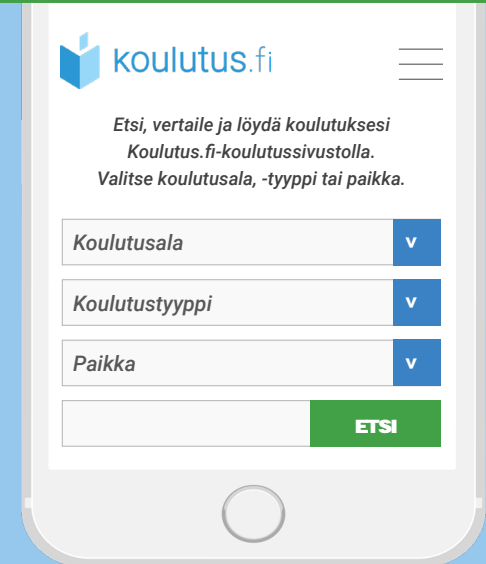 koulutus.fi
Etsi, vertaile ja löydä koulutuksesi
Koulutus.fi-koulutussivustolla.
Valitse koulutusala, -tyyppi tai paikka.
Koulutusala v
Koulutustyyppi v
Paikka v
ETSI